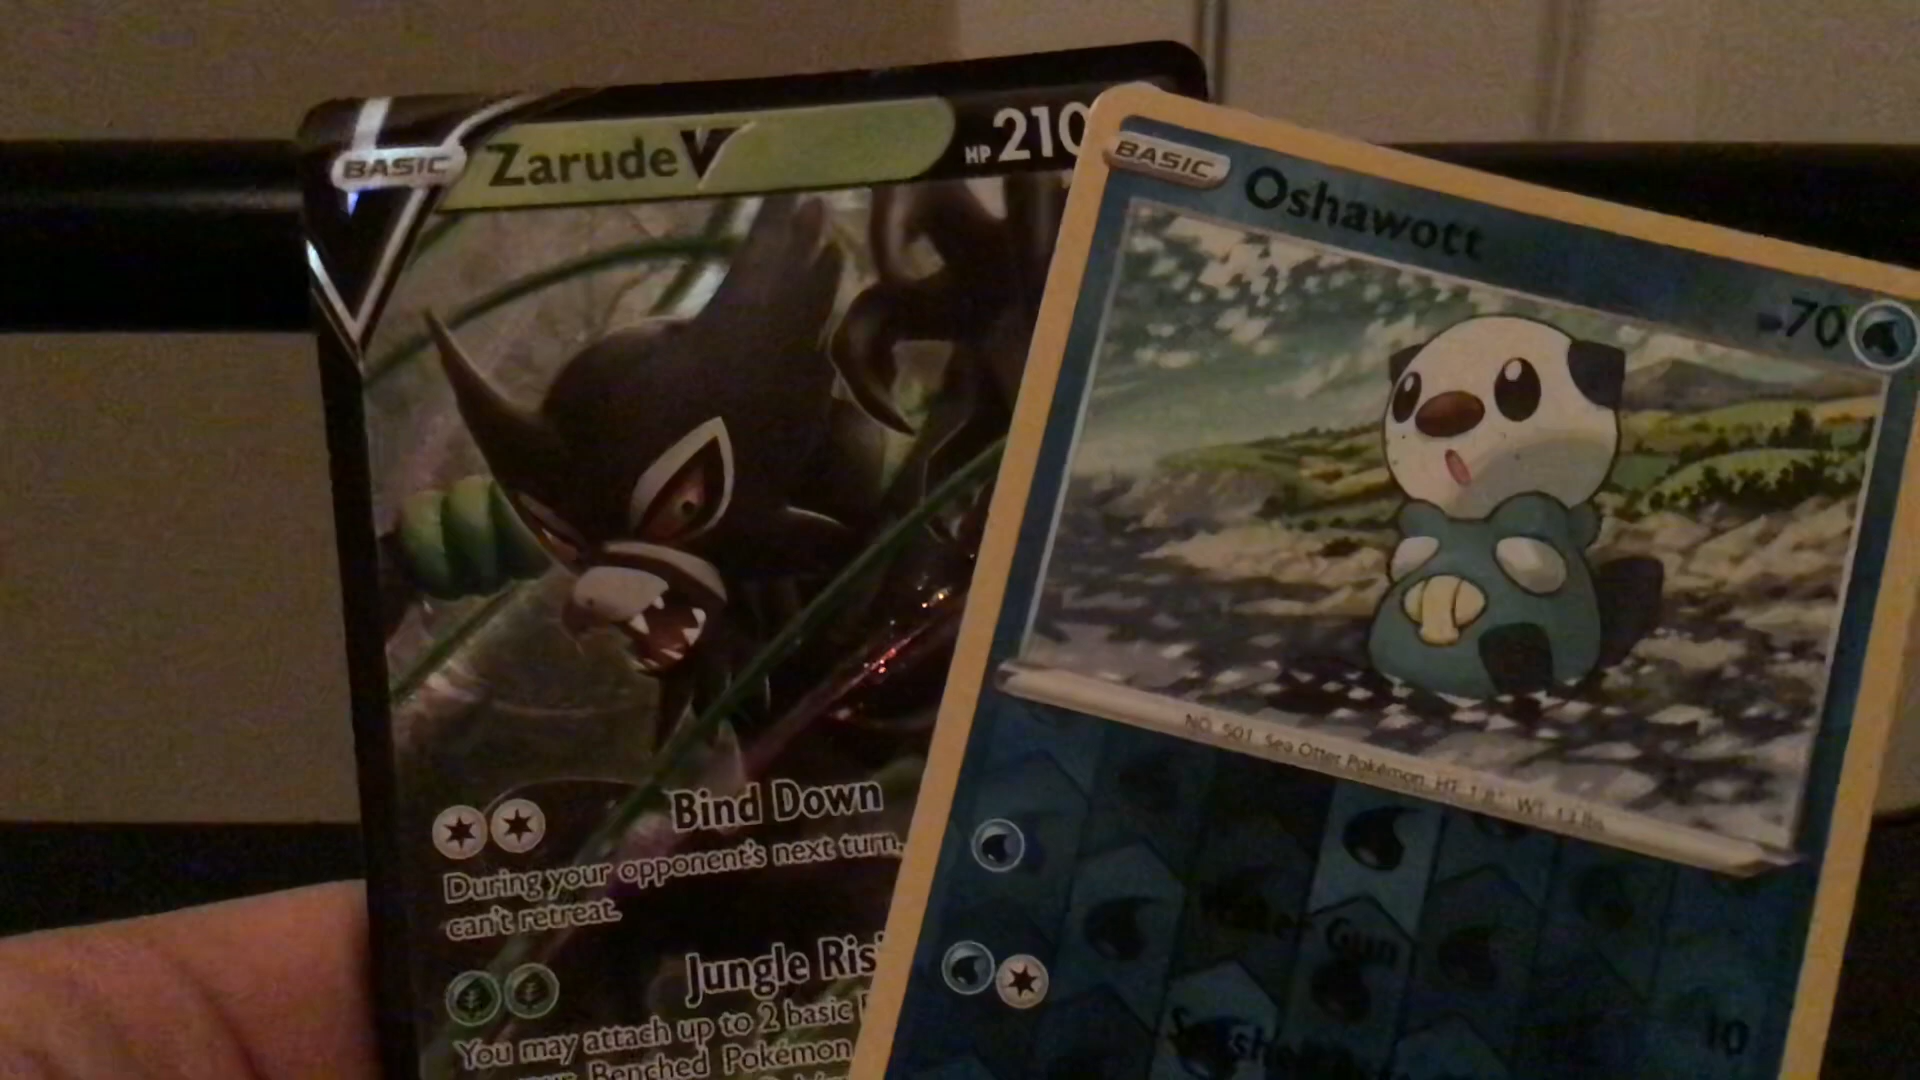 BASIC Zarude V HP 210
Bind Down
During your opponent's next turn,
can't retreat.
Jungle Ris
You may attach up to 2 basic
Benched Pokémon
BASIC Oshawott 70
NO. 501 Sea Otter Pokémon HT: 1'8" WT: 13 lbs.
Water Gun
10